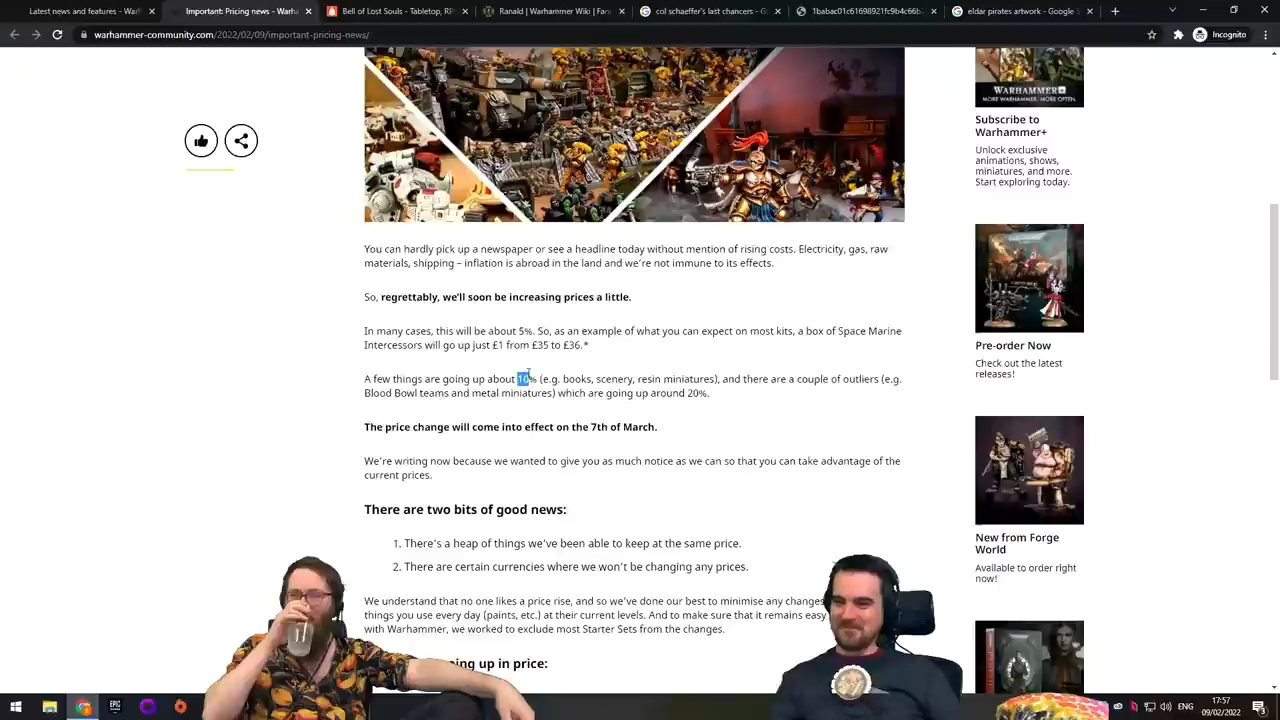 Latest News - Warha
Important: Pricing news - Warha
Bell of Lost Souls - Tabletop, RP
Ranald | Warhammer Wiki | Fan
col schaeffer's last chancers - G
1babac01c61698921f9c4c66b
eldar pirates artwork - Google S
warhammer-community.com/2022/02/09/important-pricing-news/
Incognito
WARHAMMER+
MORE WARHAMMER. MORE OFTEN.
Subscribe to
Warhammer+
Unlock exclusive
animations, shows,
miniatures, and more.
Start exploring today.
You can hardly pick up a newspaper or see a headline today without mention of rising costs. Electricity, gas, raw
materials, shipping – inflation is abroad in the land and we're not immune to its effects.
So, regrettably, we'll soon be increasing prices a little.
In many cases, this will be about 5%. So, as an example of what you can expect on most kits, a box of Space Marine
Intercessors will go up just £1 from £35 to £36.*
A few things are going up about 10% (e.g. books, scenery, resin miniatures), and there are a couple of outliers (e.g.
Blood Bowl teams and metal miniatures) which are going up around 20%.
The price change will come into effect on the 7th of March.
We're writing now because we wanted to give you as much notice as we can so that you can take advantage of the
current prices.
There are two bits of good news:
1. There's a heap of things we've been able to keep at the same price.
2. There are certain currencies where we won't be changing any prices.
We understand that no one likes a price rise, and so we've done our best to minimise any changes
things you use every day (paints, etc.) at their current levels. And to make sure that it remains easy
with Warhammer, we worked to exclude most Starter Sets from the changes.
ing up in price:
Pre-order Now
Check out the latest
releases!
New from Forge
World
Available to order right
now!
EPIC
ENG
17:57
09/02/2022